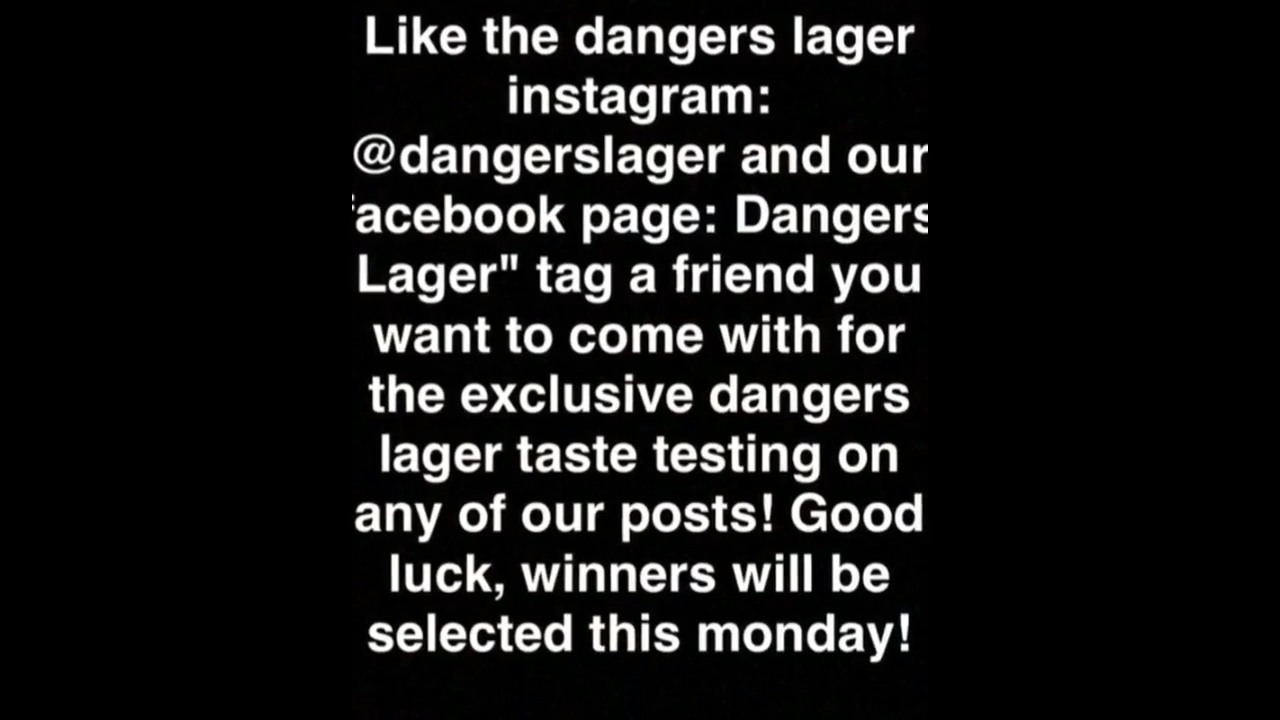 Like the dangers lager
instagram:
@dangerslager and our
facebook page: Dangers
Lager" tag a friend you
want to come with for
the exclusive dangers
lager taste testing on
any of our posts! Good
luck, winners will be
selected this monday!